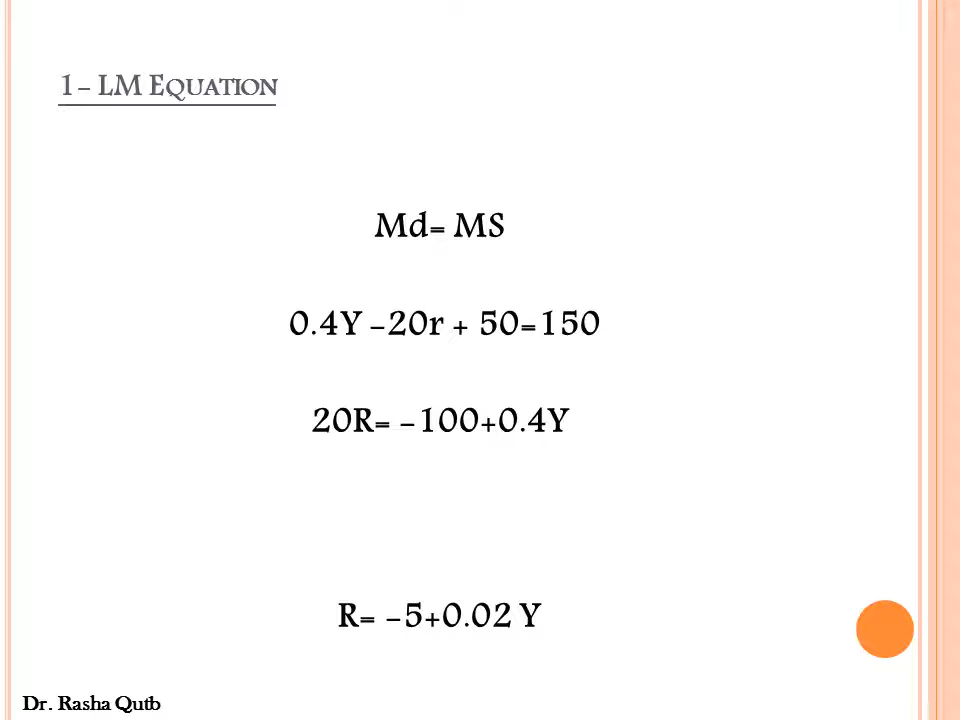 1- LM EQUATION
Md= MS
0.4Y -20r + 50=150
20R= -100+0.4Y
R= -5+0.02 Y
Dr. Rasha Qutb